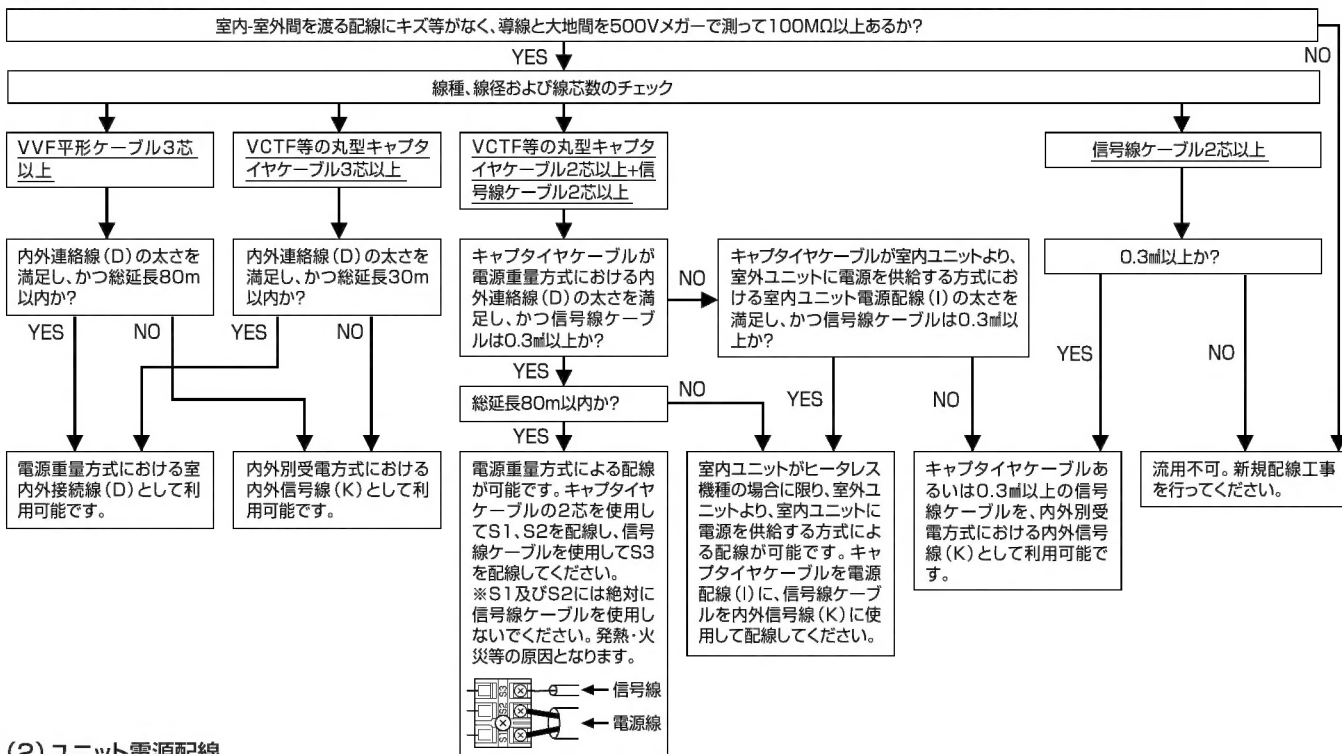 室内-室外間を渡る配線にキズ等がなく、導線と大地間を500Vメガーで測って100MΩ以上あるか?
YES
NO
線種、線径および線芯数のチェック
VVF平形ケーブル3芯
以上
VCTF等の丸型キャプタ
イヤケーブル3芯以上
VCTF等の丸型キャプタ
イヤケーブル2芯以上+信
号線ケーブル2芯以上
信号線ケーブル2芯以上
内外連絡線(D)の太さを
満足し、かつ総延長80m
以内か?
内外連絡線(D)の太さを
満足し、かつ総延長30m
以内か?
キャプタイヤケーブルが
電源重量方式における内
外連絡線(D)の太さを満
足し、かつ信号線ケーブ
ルは0.3㎟以上か?
NO
キャプタイヤケーブルが室内ユニットより、
室外ユニットに電源を供給する方式にお
ける室内ユニット電源配線(I)の太さを
満足し、かつ信号線ケーブルは0.3㎟以
上か?
0.3㎟以上か?
YES
NO
YES
NO
YES
総延長80m以内か?
NO
YES
YES
NO
YES
NO
電源重量方式における室
内外接続線(D)として利
用可能です。
内外別受電方式における
内外信号線(K)として利
用可能です。
電源重量方式による配線
が可能です。キャプタイヤ
ケーブルの2芯を使用し
てS1、S2を配線し、信号
線ケーブルを使用してS3
を配線してください。
※S1及びS2には絶対に
信号線ケーブルを使用し
ないでください。発熱・火
災等の原因となります。
S3
S2
S1
信号線
電源線
室内ユニットがヒータレス
機種の場合に限り、室外ユ
ニットより、室内ユニットに
電源を供給する方式によ
る配線が可能です。キャ
プタイヤケーブルを電源
配線(I)に、信号線ケーブ
ルを内外信号線(K)に使
用して配線してください。
キャプタイヤケーブルあ
るいは0.3㎟以上の信号
線ケーブルを、内外別受
電方式における内外信号
線(K)として利用可能で
す。
流用不可。新規配線工事
を行ってください。
(2)ユニット電源配線